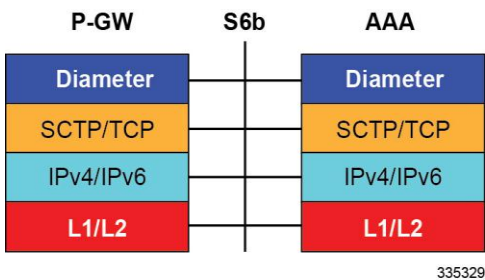 P-GW S6b AAA
Diameter Diameter
SCTP/TCP SCTP/TCP
IPv4/IPv6 IPv4/IPv6
L1/L2 L1/L2
335329